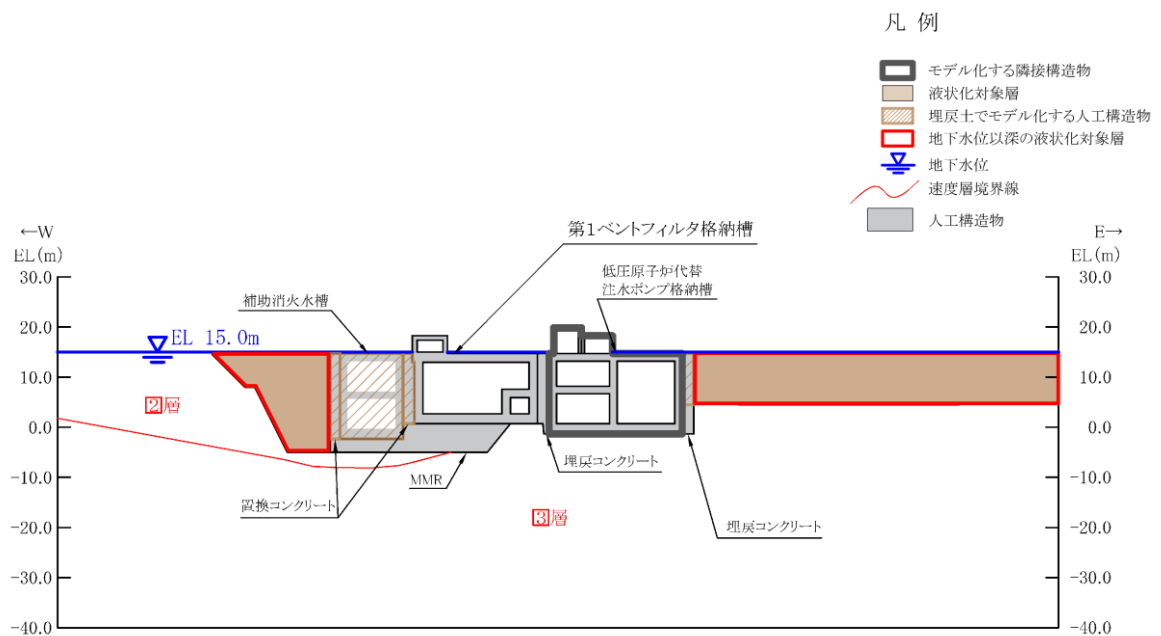 凡 例
モデル化する隣接構造物
液状化対象層
埋戻土でモデル化する人工構造物
地下水位以深の液状化対象層
地下水位
速度層境界線
人工構造物
←W
EL(m)
E→
EL(m)
第1ベントフィルタ格納槽
低圧原子炉代替
注水ポンプ格納槽
補助消火水槽
EL 15.0m
30.0
20.0
10.0
0.0
-10.0
-20.0
-30.0
-40.0
30.0
20.0
10.0
0.0
-10.0
-20.0
-30.0
-40.0
2層
埋戻コンクリート
MMR
置換コンクリート
3層
埋戻コンクリート